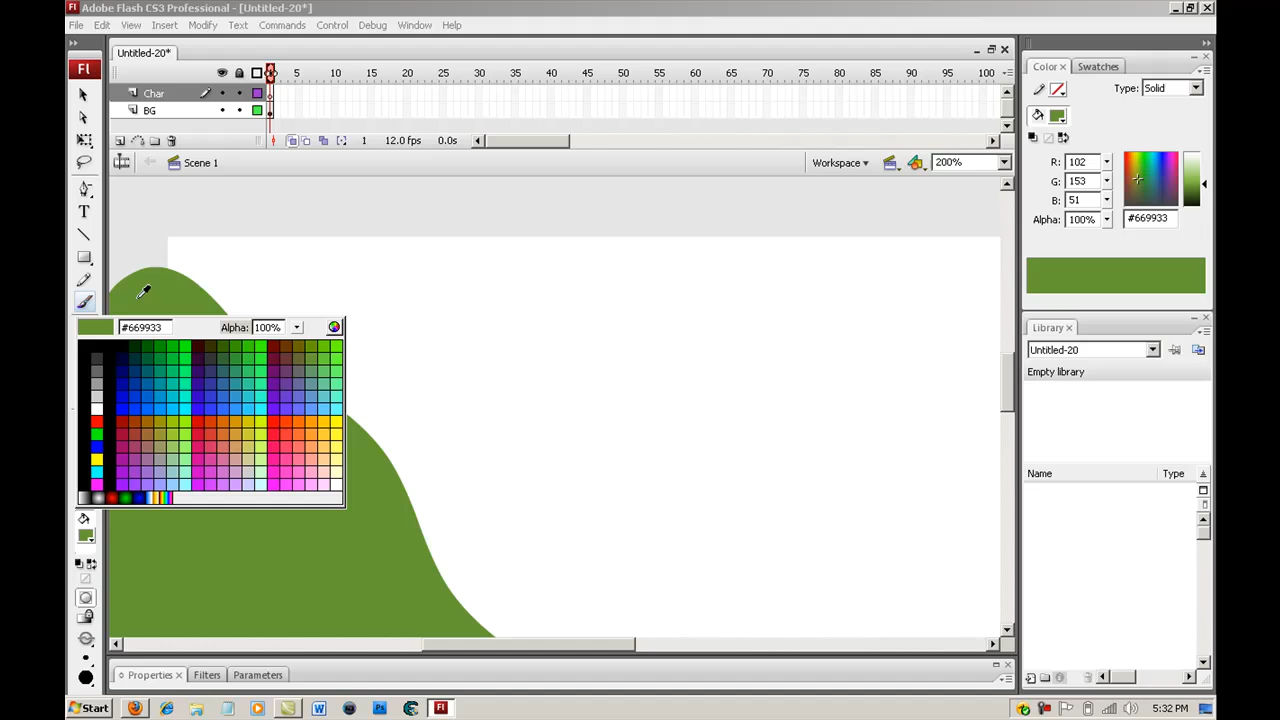 Adobe Flash CS3 Professional - [Untitled-20*]
File Edit View Insert Modify Text Commands Control Debug Window Help
Untitled-20*
Fl
5 10 15 20 25 30 35 40 45 50 55 60 65 70 75 80 85 90 95 100
Char
BG
1 12.0 fps 0.0s
Scene 1
Workspace
200%
T
#669933 Alpha: 100%
Color × Swatches
Type: Solid
R: 102
G: 153
B: 51
Alpha: 100% #669933
Library ×
Untitled-20
Empty library
Name Type
Properties × Filters Parameters
Start
W
Ps
Fl
5:32 PM